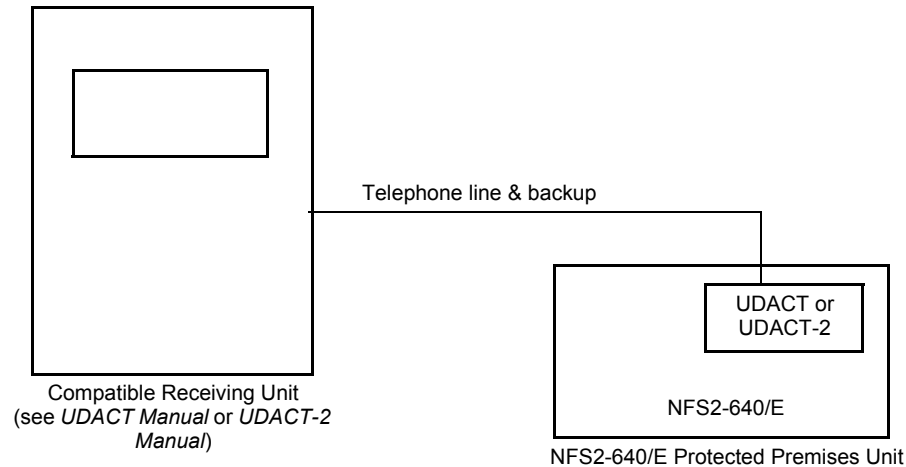 Telephone line & backup
UDACT or
UDACT-2
NFS2-640/E
Compatible Receiving Unit
(see UDACT Manual or UDACT-2
Manual)
NFS2-640/E Protected Premises Unit